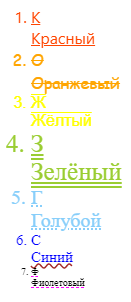 1. К
Красный
2. О
Оранжевый
3. Ж
Жёлтый
4. З
Зелёный
5. Г
Голубой
6. С
Синий
7. Ф
Фиолетовый